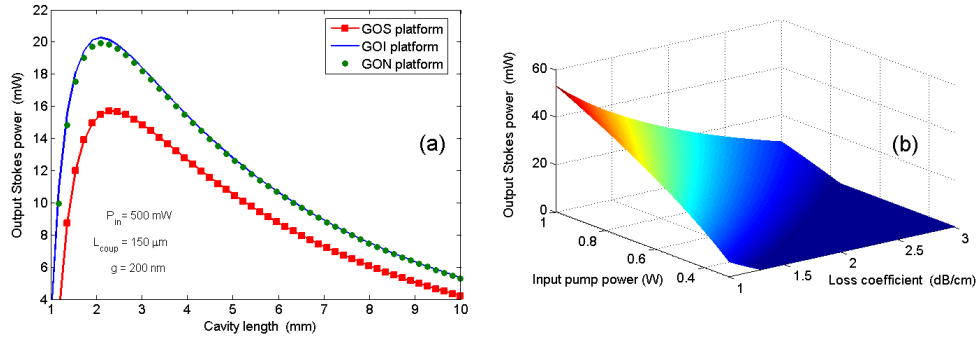 22
20
18
16
14
12
10
8
6
4
1
2
3
4
5
6
7
8
9
10
Output Stokes power (mW)
Cavity length (mm)
GOS platform
GOI platform
GON platform
(a)
P_in = 500 mW
L_coup = 150 μm
g = 200 nm
(b)
60
40
20
0
Output Stokes power (mW)
1
0.8
0.6
0.4
Input pump power (W)
1
1.5
2
2.5
3
Loss coefficient (dB/cm)